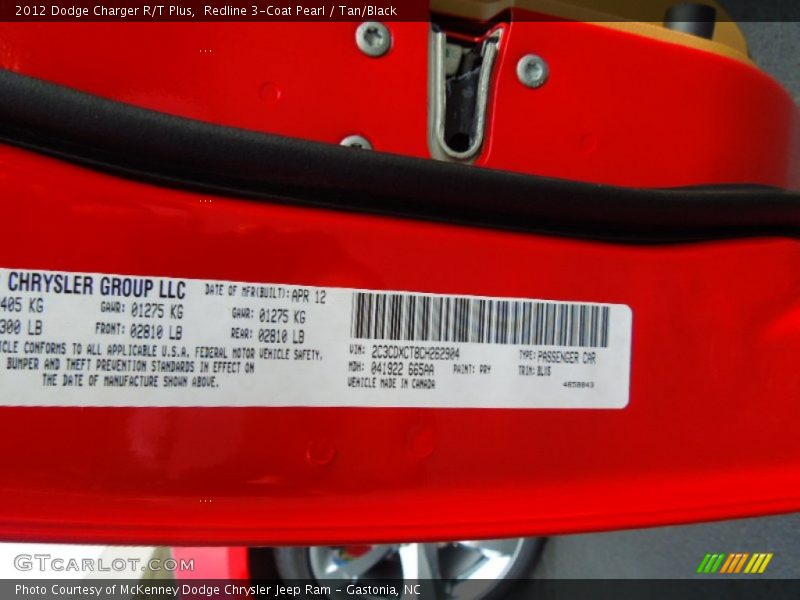 2012 Dodge Charger R/T Plus,  Redline 3-Coat Pearl / Tan/Black
CHRYSLER GROUP LLC
DATE OF MFR(BUILT): APR 12
405 KG GAWR: 01275 KG GAWR: 01275 KG
300 LB FRONT: 02810 LB REAR: 02810 LB
CONFORMS TO ALL APPLICABLE U.S.A. FEDERAL MOTOR VEHICLE SAFETY,
BUMPER AND THEFT PREVENTION STANDARDS IN EFFECT ON
THE DATE OF MANUFACTURE SHOWN ABOVE.
VIN: 2C3CDXCT8CH262904 TYPE: PASSENGER CAR
MDH: 041922 665AA PAINT: PRY TRIM: BLVS
VEHICLE MADE IN CANADA 4658843
GTCARLOT.COM
Photo Courtesy of McKenney Dodge Chrysler Jeep Ram - Gastonia, NC